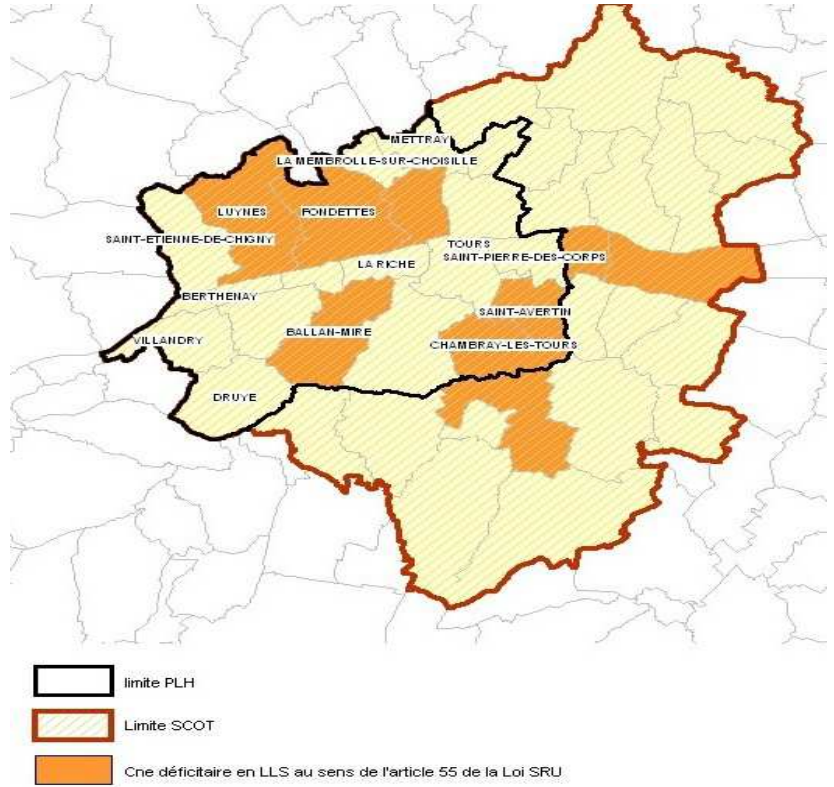 METTRAY
LA MEMBROLLE-SUR-CHOISILLE
LUYNES
FONDETTES
SAINT-ETIENNE-DE-CHIGNY
TOURS
SAINT-PIERRE-DES-CORPS
LA RICHE
BERTHENAY
SAINT-AVERTIN
BALLAN-MIRE
VILLANDRY
CHAMBRAY-LES-TOURS
DRUYE
limite PLH
Limite SCOT
Cne déficitaire en LLS au sens de l'article 55 de la Loi SRU